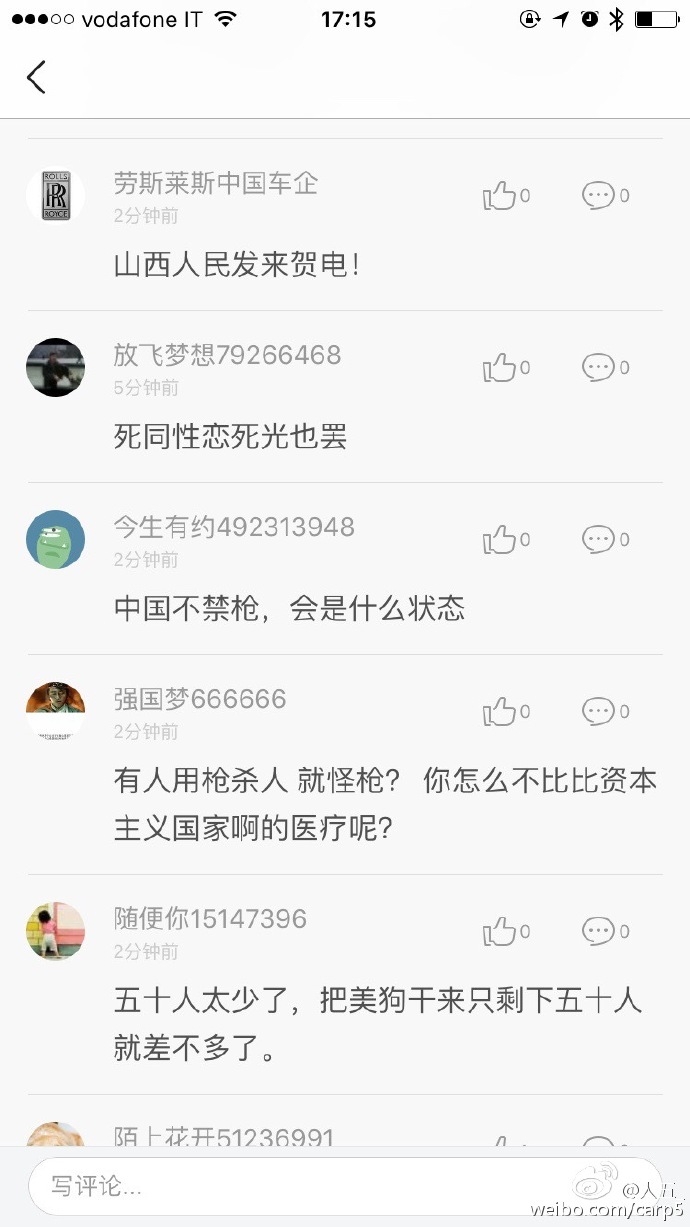 vodafone IT 17:15
ROLLS
ROYCE
劳斯莱斯中国车企
0 0
2分钟前
山西人民发来贺电！
放飞梦想79266468
0 0
5分钟前
死同性恋死光也罢
今生有约492313948
0 0
2分钟前
中国不禁枪，会是什么状态
强国梦666666
0 0
2分钟前
有人用枪杀人 就怪枪？ 你怎么不比比资本
主义国家啊的医疗呢？
随便你15147396
0 0
2分钟前
五十人太少了，把美狗干来只剩下五十人
就差不多了。
陌上花开51236991
写评论...
weibo.com/carp5